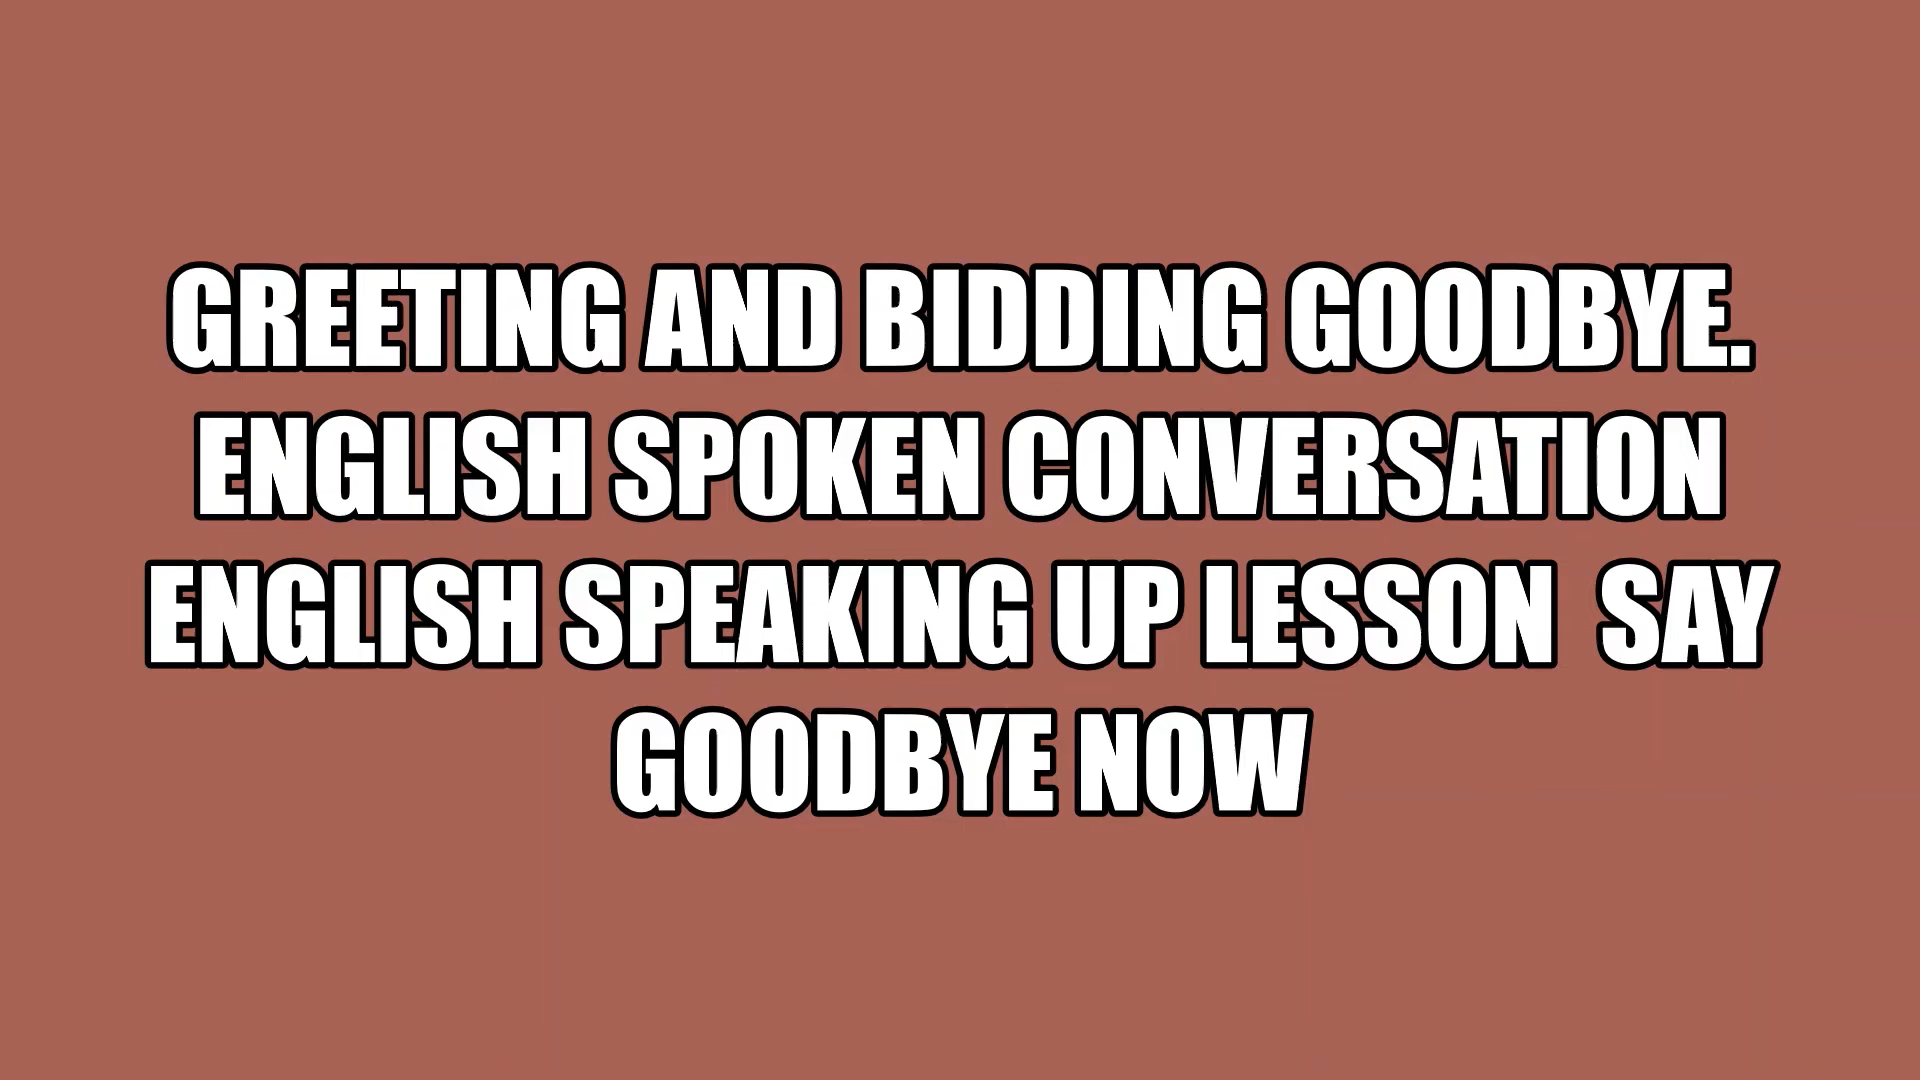 GREETING AND BIDDING GOODBYE.
ENGLISH SPOKEN CONVERSATION
ENGLISH SPEAKING UP LESSON  SAY
GOODBYE NOW